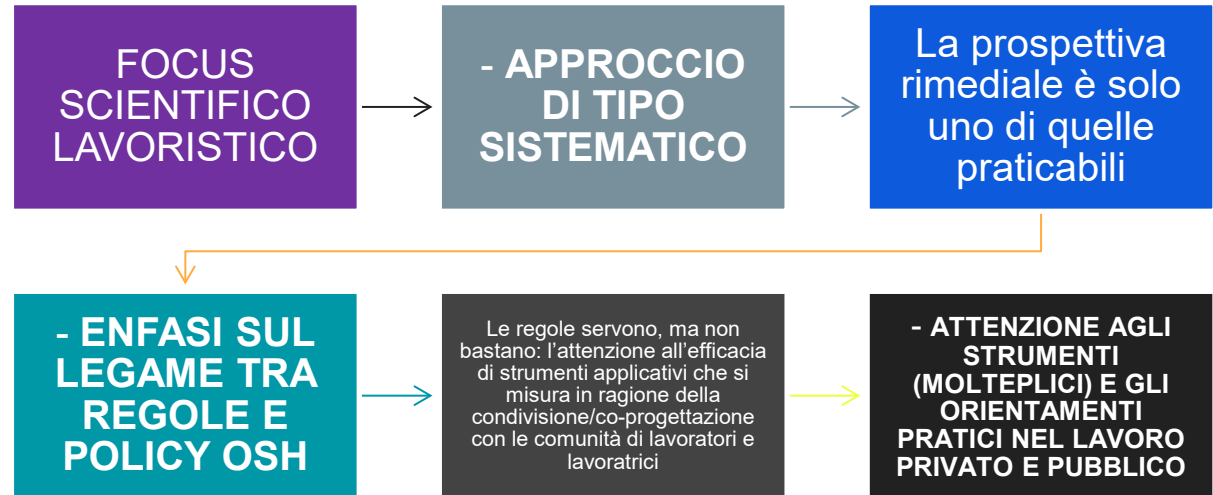 FOCUS
SCIENTIFICO
LAVORISTICO
- APPROCCIO
DI TIPO
SISTEMATICO
La prospettiva
rimediale è solo
uno di quelle
praticabili
- ENFASI SUL
LEGAME TRA
REGOLE E
POLICY OSH
Le regole servono, ma non
bastano: l’attenzione all’efficacia
di strumenti applicativi che si
misura in ragione della
condivisione/co-progettazione
con le comunità di lavoratori e
lavoratrici
- ATTENZIONE AGLI
STRUMENTI
(MOLTEPLICI) E GLI
ORIENTAMENTI
PRATICI NEL LAVORO
PRIVATO E PUBBLICO